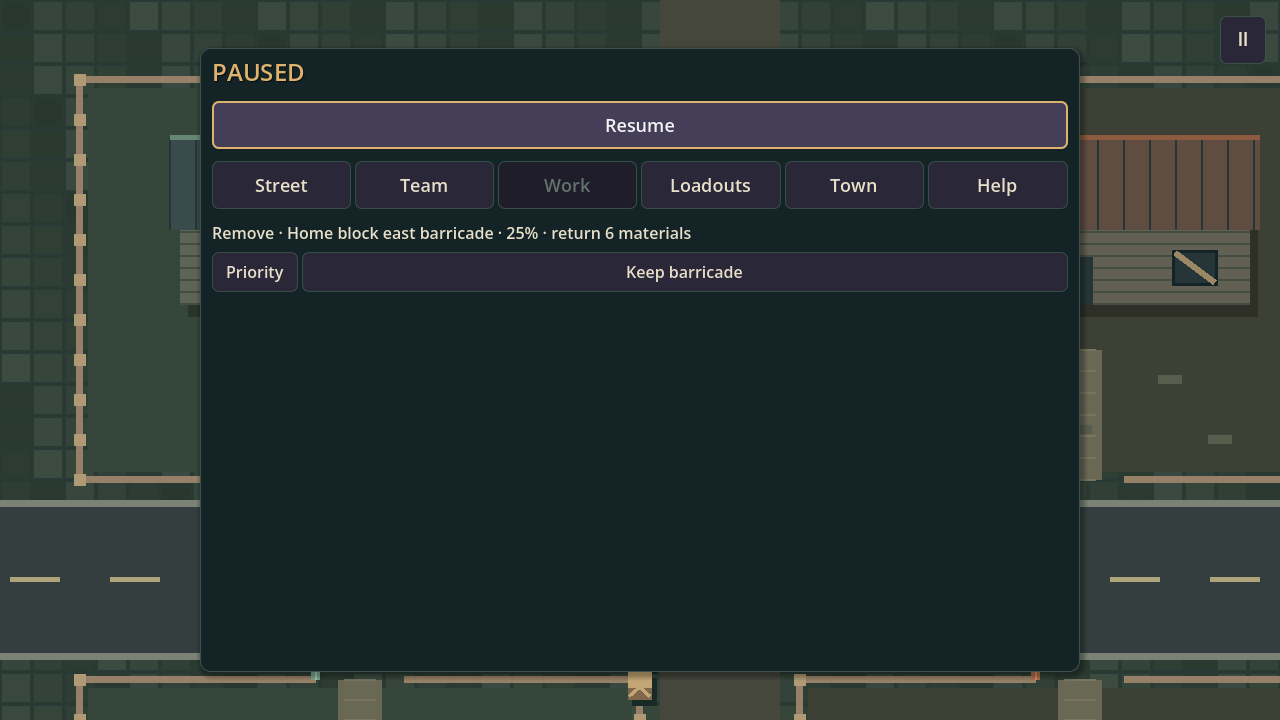 PAUSED
Resume
Street Team Work Loadouts Town Help
Remove · Home block east barricade · 25% · return 6 materials
Priority Keep barricade